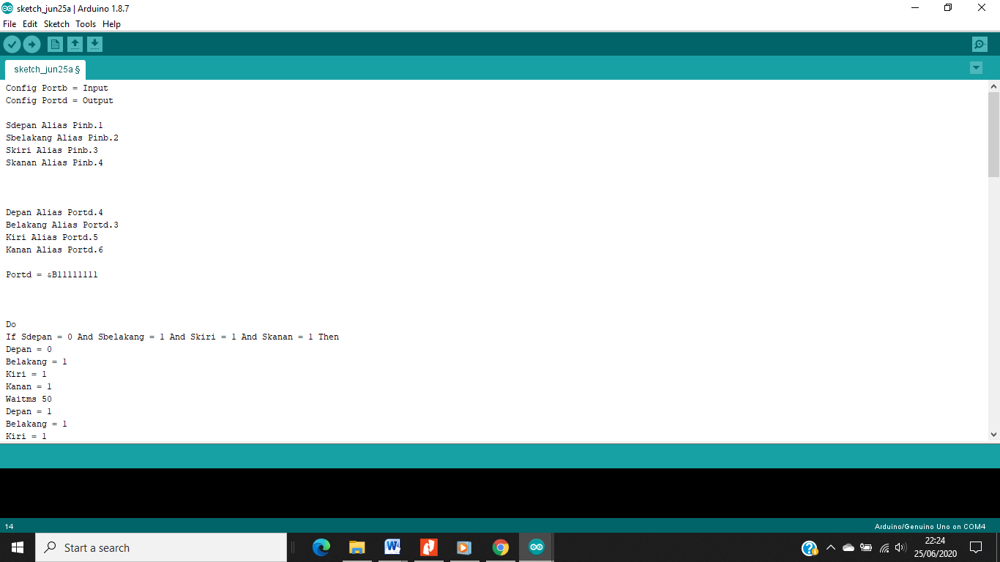 sketch_jun25a | Arduino 1.8.7
File Edit Sketch Tools Help
sketch_jun25a §
Config Portb = Input
Config Portd = Output
Sdepan Alias Pinb.1
Sbelakang Alias Pinb.2
Skiri Alias Pinb.3
Skanan Alias Pinb.4
Depan Alias Portd.4
Belakang Alias Portd.3
Kiri Alias Portd.5
Kanan Alias Portd.6
Portd = &B11111111
Do
If Sdepan = 0 And Sbelakang = 1 And Skiri = 1 And Skanan = 1 Then
Depan = 0
Belakang = 1
Kiri = 1
Kanan = 1
Waitms 50
Depan = 1
Belakang = 1
Kiri = 1
14
Arduino/Genuino Uno on COM4
Start a search
22:24
25/06/2020